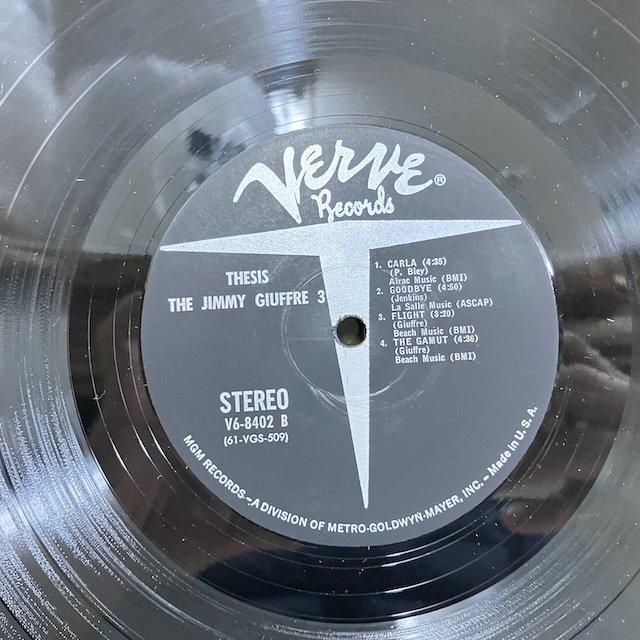 VERVE®
Records
THESIS
THE JIMMY GIUFFRE 3
1. CARLA (4:35)
(P. Bley)
Alrac Music (BMI)
2. GOODBYE (4:50)
(Jenkins)
La Salle Music (ASCAP)
3. FLIGHT (3:20)
(Giuffre)
Beach Music (BMI)
4. THE GAMUT (4:36)
(Giuffre)
Beach Music (BMI)
STEREO
V6-8402 B
(61-VGS-509)
MGM RECORDS – A DIVISION OF METRO-GOLDWYN-MAYER, INC. – Made in U.S.A.